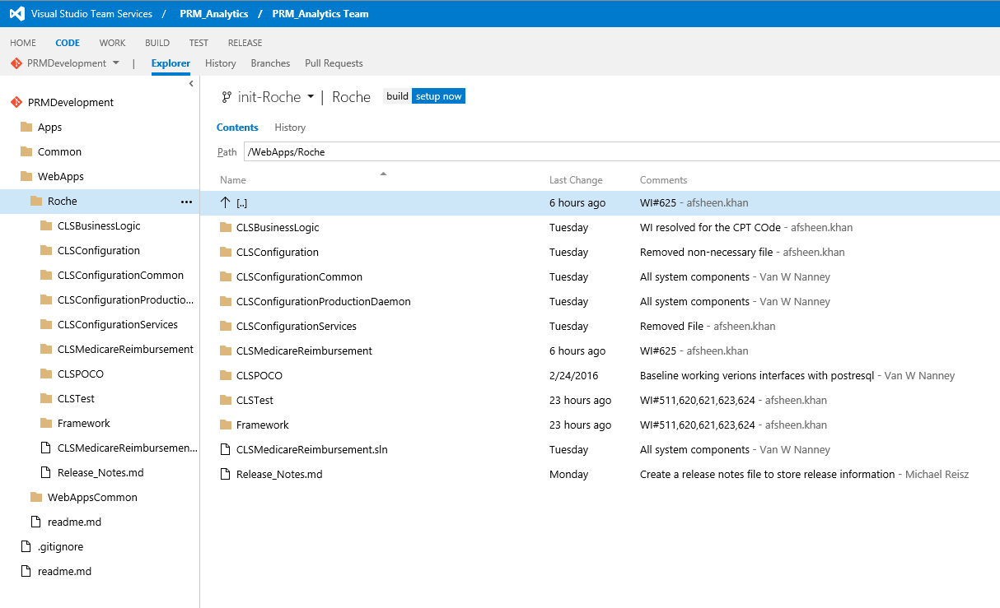 Visual Studio Team Services / PRM_Analytics / PRM_Analytics Team
HOME CODE WORK BUILD TEST RELEASE
PRMDevelopment | Explorer History Branches Pull Requests
PRMDevelopment
Apps
Common
WebApps
Roche ...
CLSBusinessLogic
CLSConfiguration
CLSConfigurationCommon
CLSConfigurationProductio...
CLSConfigurationServices
CLSMedicareReimbursement
CLSPOCO
CLSTest
Framework
CLSMedicareReimbursemen...
Release_Notes.md
WebAppsCommon
readme.md
.gitignore
readme.md
init-Roche | Roche build setup now
Contents History
Path /WebApps/Roche
Name Last Change Comments
[..] 6 hours ago WI#625 - afsheen.khan
CLSBusinessLogic Tuesday WI resolved for the CPT COde - afsheen.khan
CLSConfiguration Tuesday Removed non-necessary file - afsheen.khan
CLSConfigurationCommon Tuesday All system components - Van W Nanney
CLSConfigurationProductionDaemon Tuesday All system components - Van W Nanney
CLSConfigurationServices Tuesday Removed File - afsheen.khan
CLSMedicareReimbursement 6 hours ago WI#625 - afsheen.khan
CLSPOCO 2/24/2016 Baseline working verions interfaces with postresql - Van W Nanney
CLSTest 23 hours ago WI#511,620,621,623,624 - afsheen.khan
Framework 23 hours ago WI#511,620,621,623,624 - afsheen.khan
CLSMedicareReimbursement.sln Tuesday All system components - Van W Nanney
Release_Notes.md Monday Create a release notes file to store release information - Michael Reisz